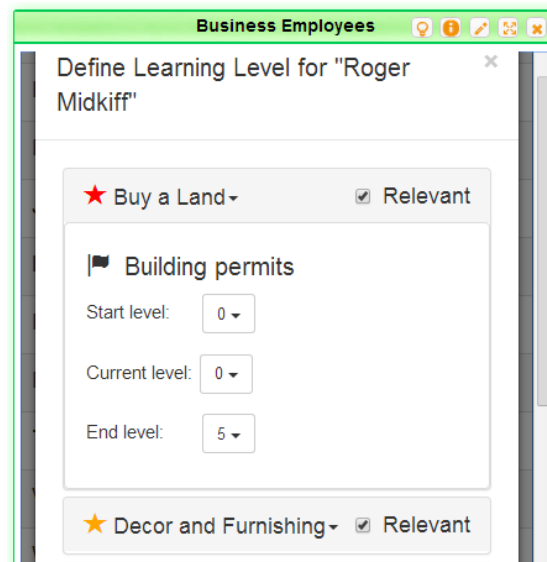 Business Employees
Define Learning Level for "Roger
Midkiff"
×
Buy a Land
Relevant
Building permits
Start level: 0
Current level: 0
End level: 5
Decor and Furnishing
Relevant